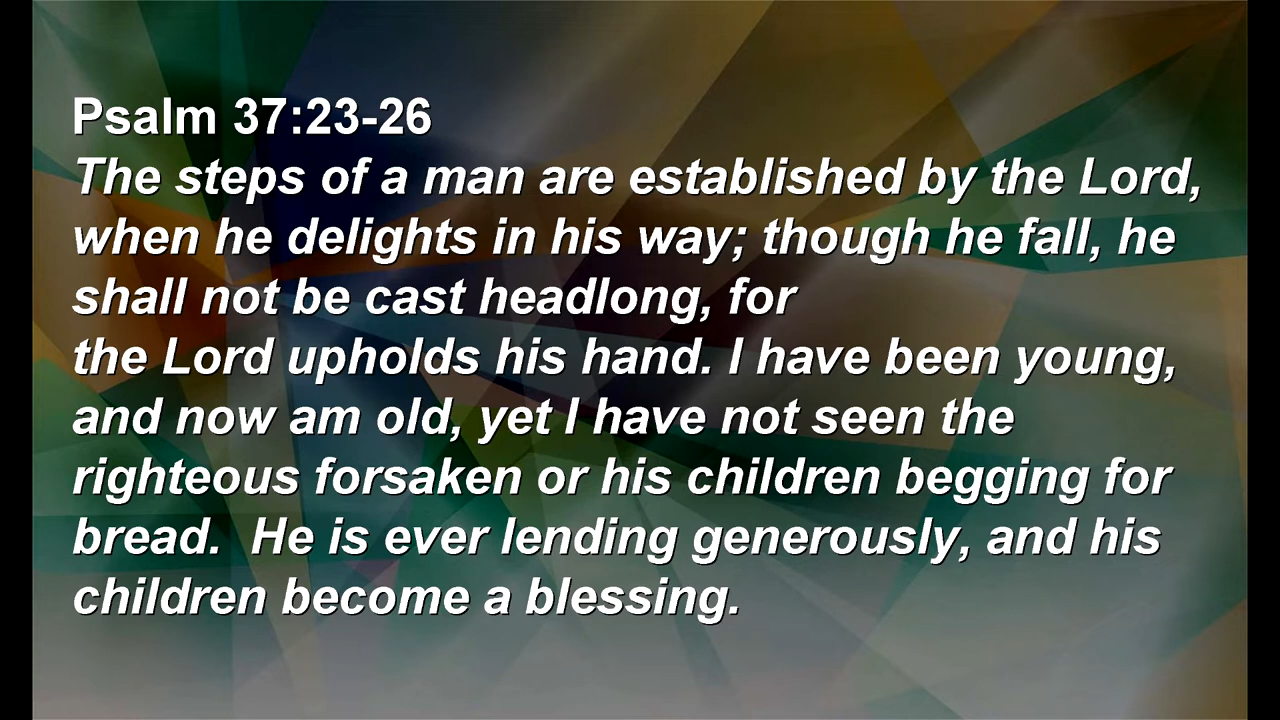 Psalm 37:23-26
The steps of a man are established by the Lord,
when he delights in his way; though he fall, he
shall not be cast headlong, for
the Lord upholds his hand. I have been young,
and now am old, yet I have not seen the
righteous forsaken or his children begging for
bread.  He is ever lending generously, and his
children become a blessing.